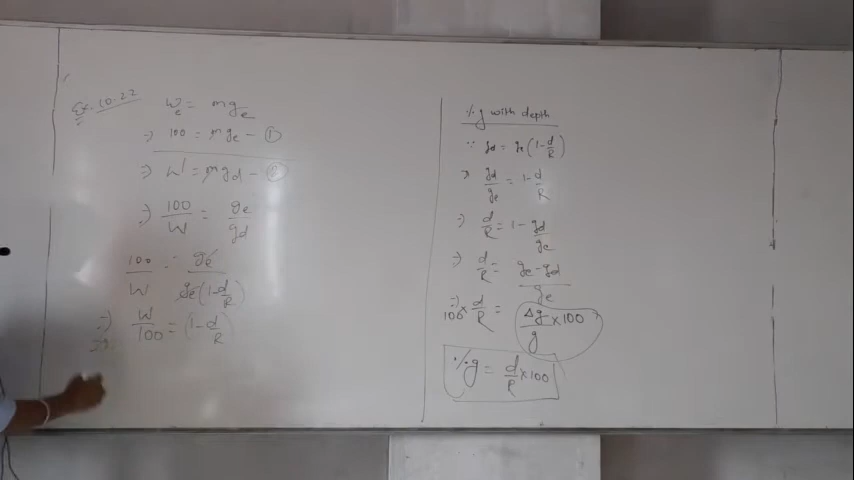 Ex. 10.22
We = mge
⇒ 100 = mge - ①
⇒ W = mgd - ②
⇒ 100/W = ge/gd
100/W = ge/ge(1-d/R)
⇒ W/100 = (1-d/R)
⇒
% g with depth
∵ gd = ge(1-d/R)
⇒ gd/ge = 1-d/R
⇒ d/R = 1-gd/ge
⇒ d/R = ge-gd/ge
⇒ 100 × d/R = Δg/g ×100
% g = d/R ×100